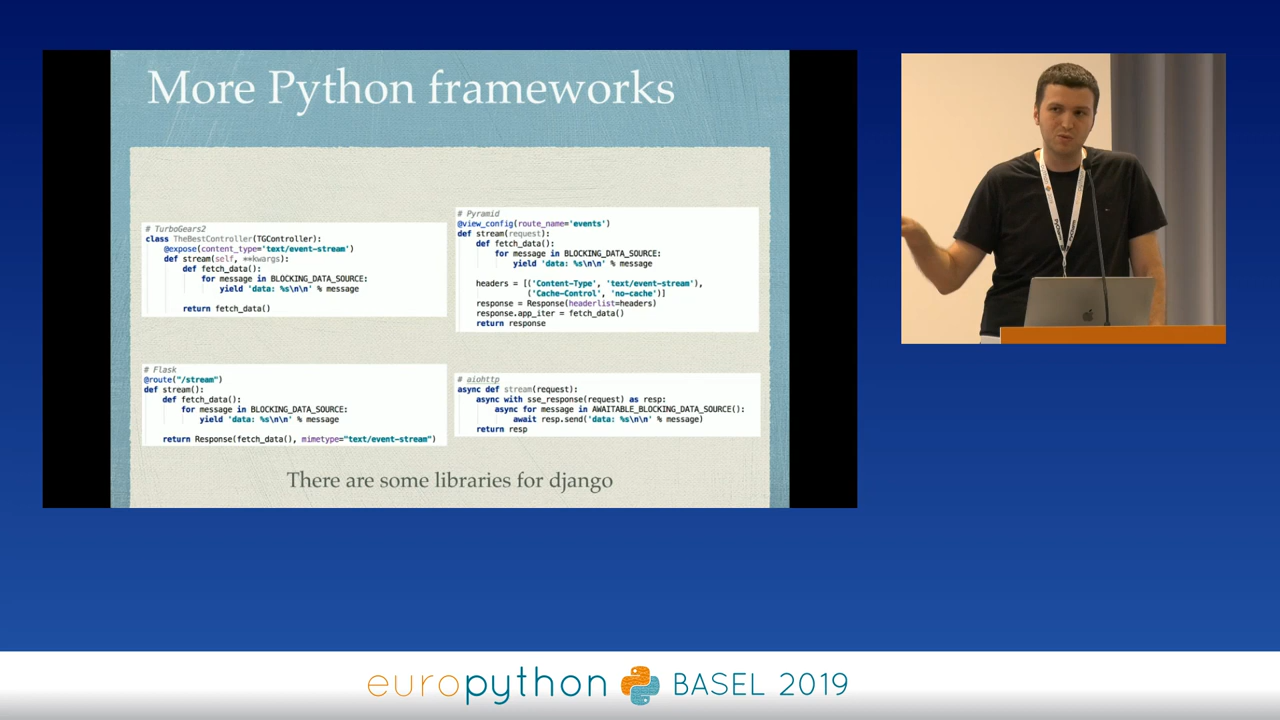 More Python frameworks
# TurboGears2
class TheBestController(TGController):
@expose(content_type='text/event-stream')
def stream(self, **kwargs):
def fetch_data():
for message in BLOCKING_DATA_SOURCE:
yield 'data: %s\n\n' % message
return fetch_data()
# Pyramid
@view_config(route_name='events')
def stream(request):
def fetch_data():
for message in BLOCKING_DATA_SOURCE:
yield 'data: %s\n\n' % message
headers = [('Content-Type', 'text/event-stream'),
('Cache-Control', 'no-cache')]
response = Response(headerlist=headers)
response.app_iter = fetch_data()
return response
# Flask
@route("/stream")
def stream():
def fetch_data():
for message in BLOCKING_DATA_SOURCE:
yield 'data: %s\n\n' % message
return Response(fetch_data(), mimetype="text/event-stream")
# aiohttp
async def stream(request):
async with sse_response(request) as resp:
async for message in AWAITABLE_BLOCKING_DATA_SOURCE():
await resp.send('data: %s\n\n' % message)
return resp
There are some libraries for django
europython BASEL 2019